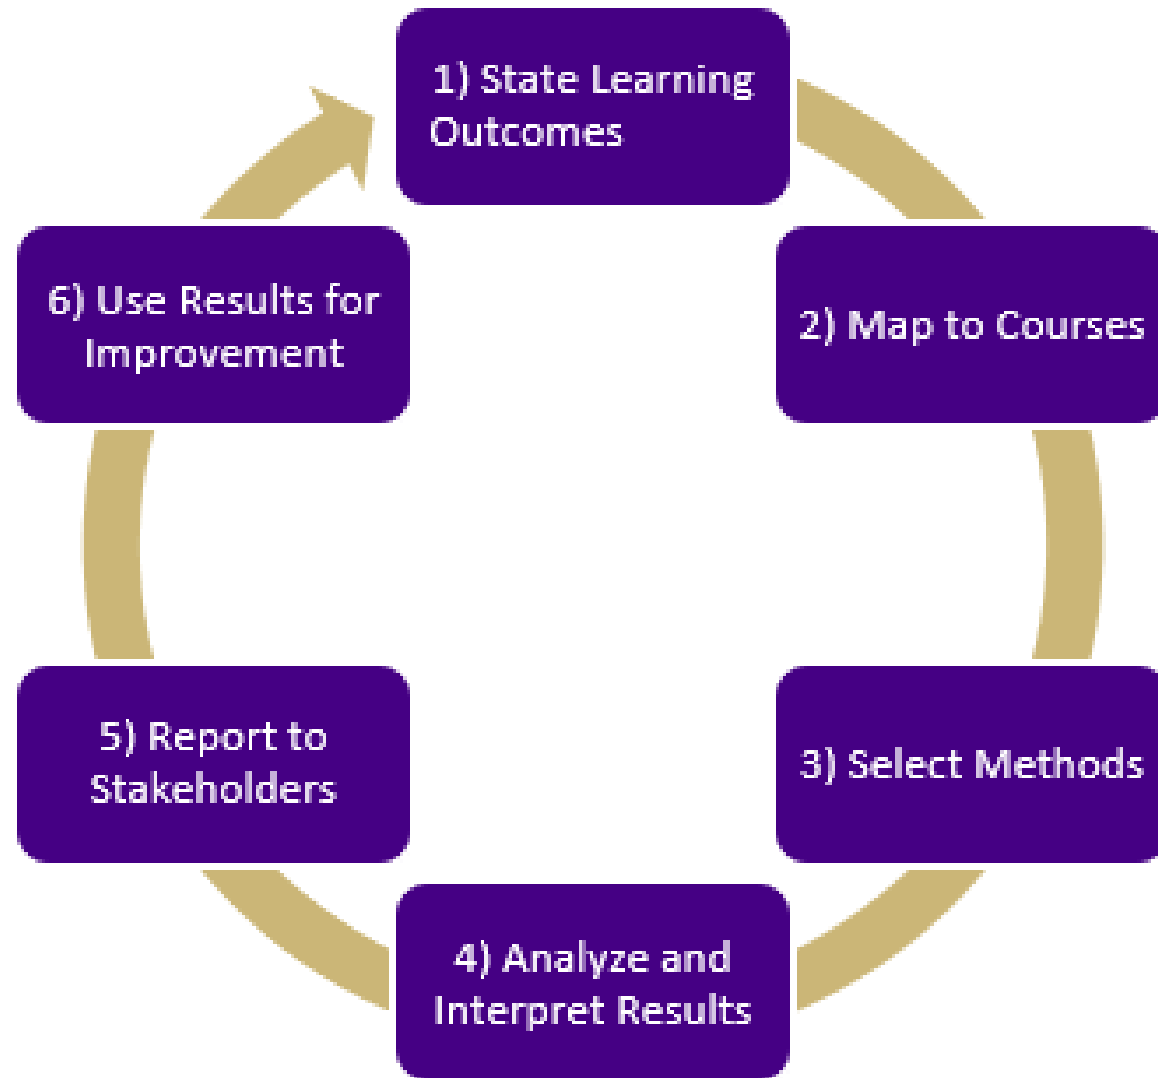 1) State Learning
Outcomes
2) Map to Courses
3) Select Methods
4) Analyze and
Interpret Results
5) Report to
Stakeholders
6) Use Results for
Improvement